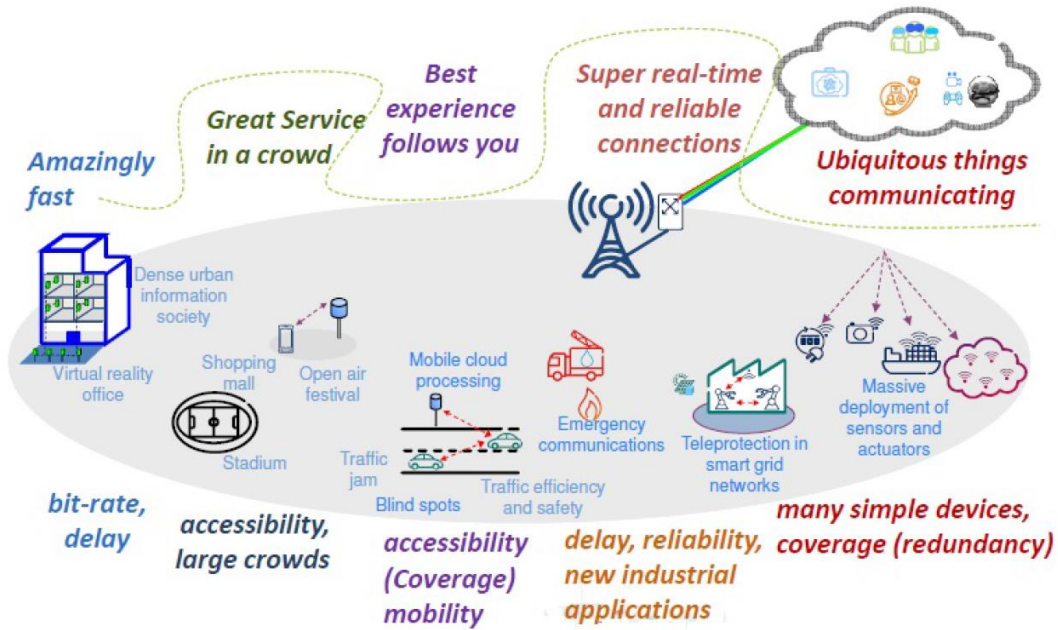 Amazingly
fast
Great Service
in a crowd
Best
experience
follows you
Super real-time
and reliable
connections
Ubiquitous things
communicating
Dense urban
information
society
Virtual reality
office
Shopping
mall
Open air
festival
Stadium
Mobile cloud
processing
Traffic
jam
Blind spots
Traffic efficiency
and safety
Emergency
communications
Teleprotection in
smart grid
networks
Massive
deployment of
sensors and
actuators
bit-rate,
delay
accessibility,
large crowds
accessibility
(Coverage)
mobility
delay, reliability,
new industrial
applications
many simple devices,
coverage (redundancy)